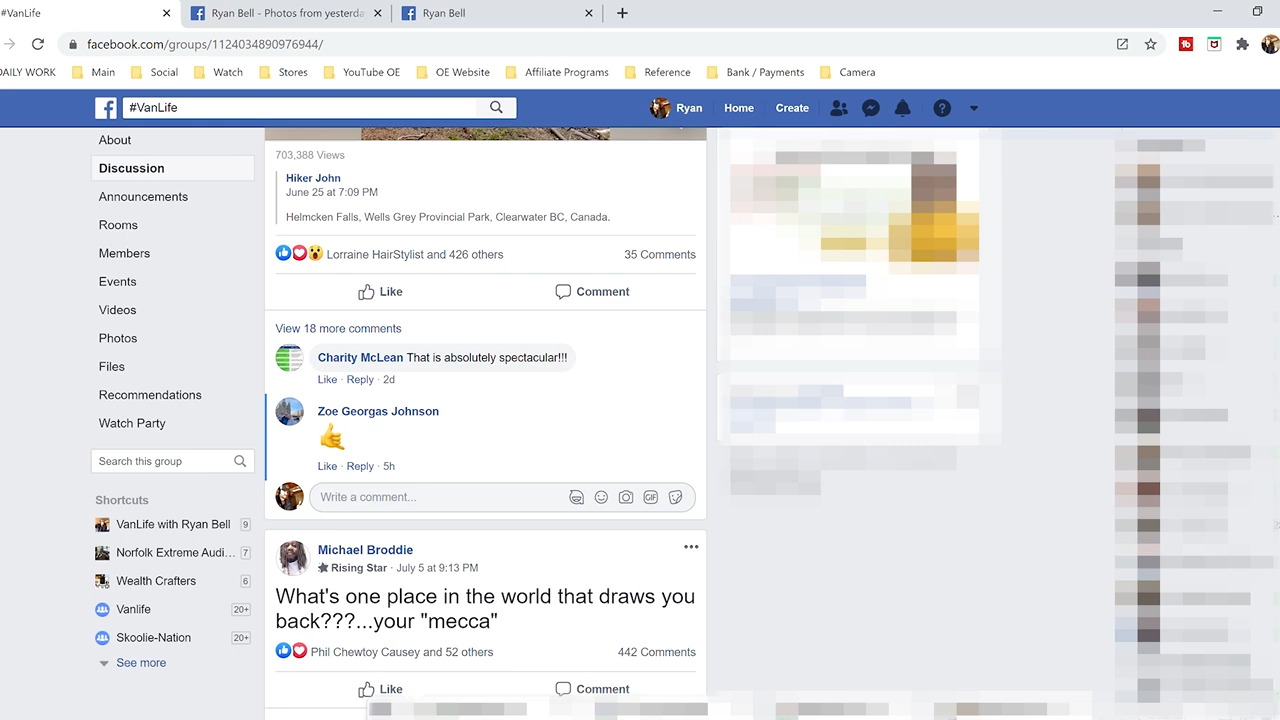 #VanLife
Ryan Bell - Photos from yesterda
Ryan Bell
facebook.com/groups/1124034890976944/
DAILY WORK
Main
Social
Watch
Stores
YouTube OE
OE Website
Affiliate Programs
Reference
Bank / Payments
Camera
#VanLife
Ryan
Home
Create
About
Discussion
Announcements
Rooms
Members
Events
Videos
Photos
Files
Recommendations
Watch Party
Search this group
Shortcuts
VanLife with Ryan Bell 9
Norfolk Extreme Audi... 7
Wealth Crafters 6
Vanlife 20+
Skoolie-Nation 20+
See more
703,388 Views
Hiker John
June 25 at 7:09 PM
Helmcken Falls, Wells Grey Provincial Park, Clearwater BC, Canada.
Lorraine HairStylist and 426 others 35 Comments
Like Comment
View 18 more comments
Charity McLean That is absolutely spectacular!!!
Like · Reply · 2d
Zoe Georgas Johnson
Like · Reply · 5h
Write a comment...
GIF
Michael Broddie
Rising Star · July 5 at 9:13 PM
What's one place in the world that draws you
back???...your "mecca"
Phil Chewtoy Causey and 52 others 442 Comments
Like Comment